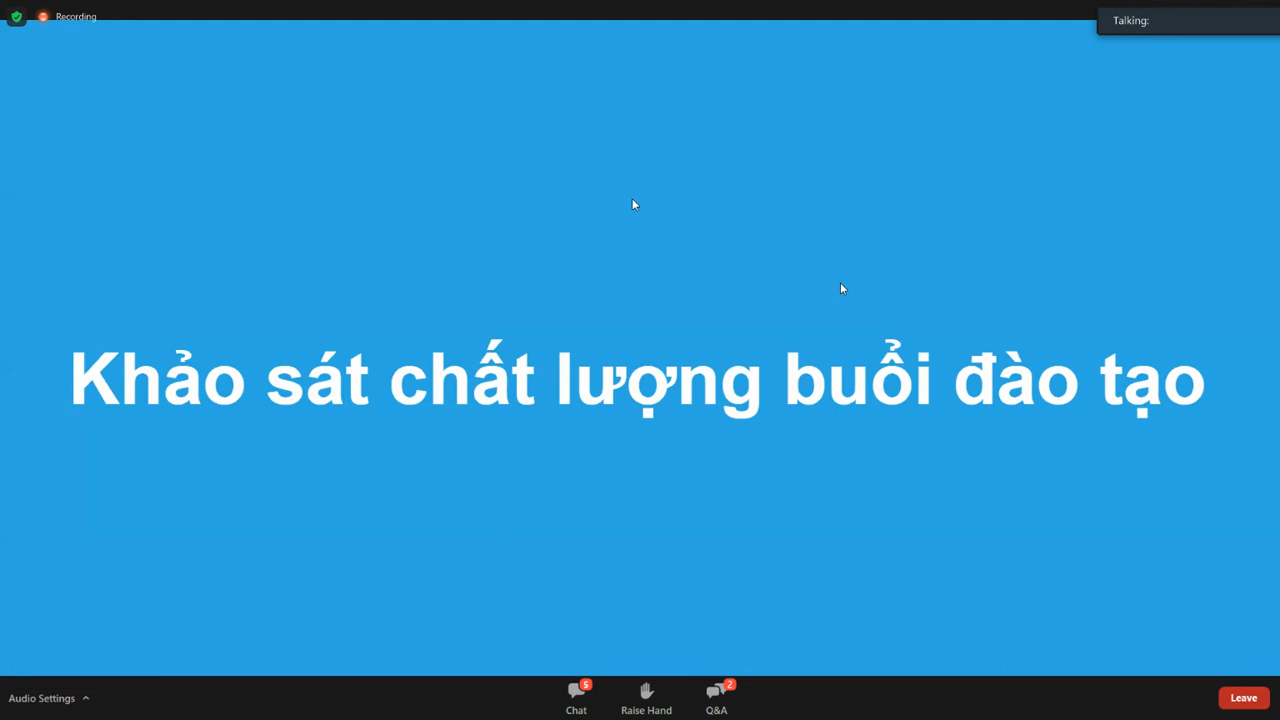 Recording
Talking:
Khảo sát chất lượng buổi đào tạo
Audio Settings
5
Chat
Raise Hand
2
Q&A
Leave